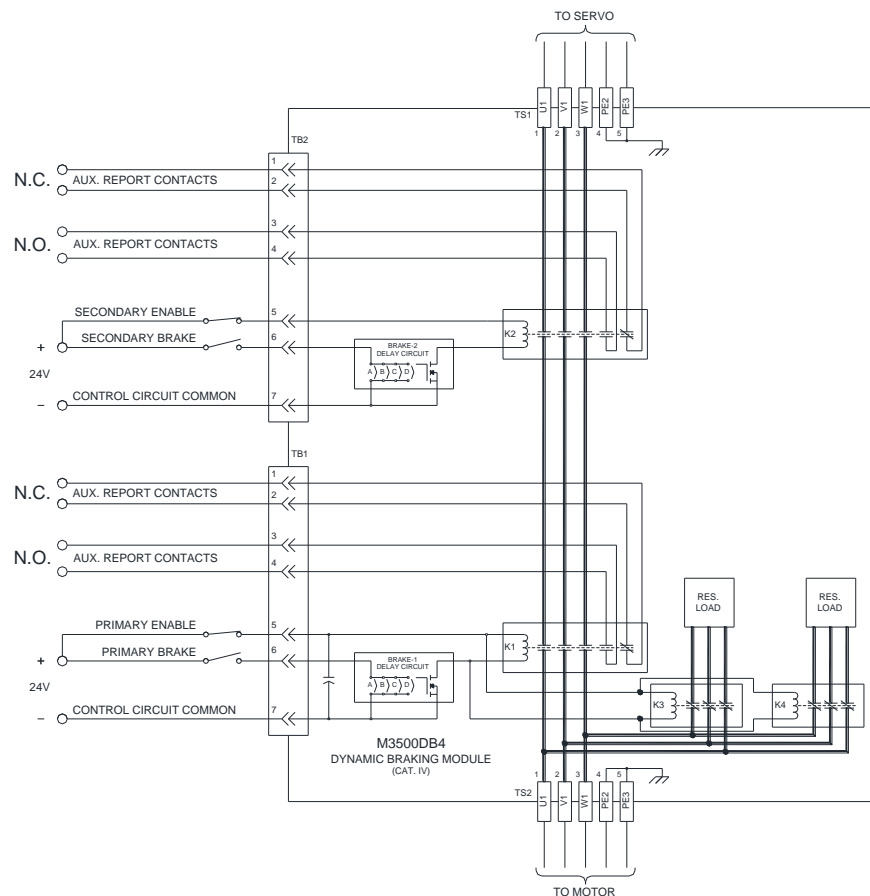 TO SERVO
TS1
U1
V1
W1
PE2
PE3
1 2 3 4 5
TB2
1
N.C. AUX. REPORT CONTACTS
2
3
N.O. AUX. REPORT CONTACTS
4
SECONDARY ENABLE 5
+ SECONDARY BRAKE 6
24V
BRAKE-2
DELAY CIRCUIT
A B C D
K2
– CONTROL CIRCUIT COMMON 7
TB1
1
N.C. AUX. REPORT CONTACTS
2
3
N.O. AUX. REPORT CONTACTS
4
RES.
LOAD
RES.
LOAD
PRIMARY ENABLE 5
+ PRIMARY BRAKE 6
24V
BRAKE-1
DELAY CIRCUIT
A B C D
K1
K3
K4
– CONTROL CIRCUIT COMMON 7
M3500DB4
DYNAMIC BRAKING MODULE
(CAT. IV)
1 2 3 4 5
TS2
U1
V1
W1
PE2
PE3
TO MOTOR